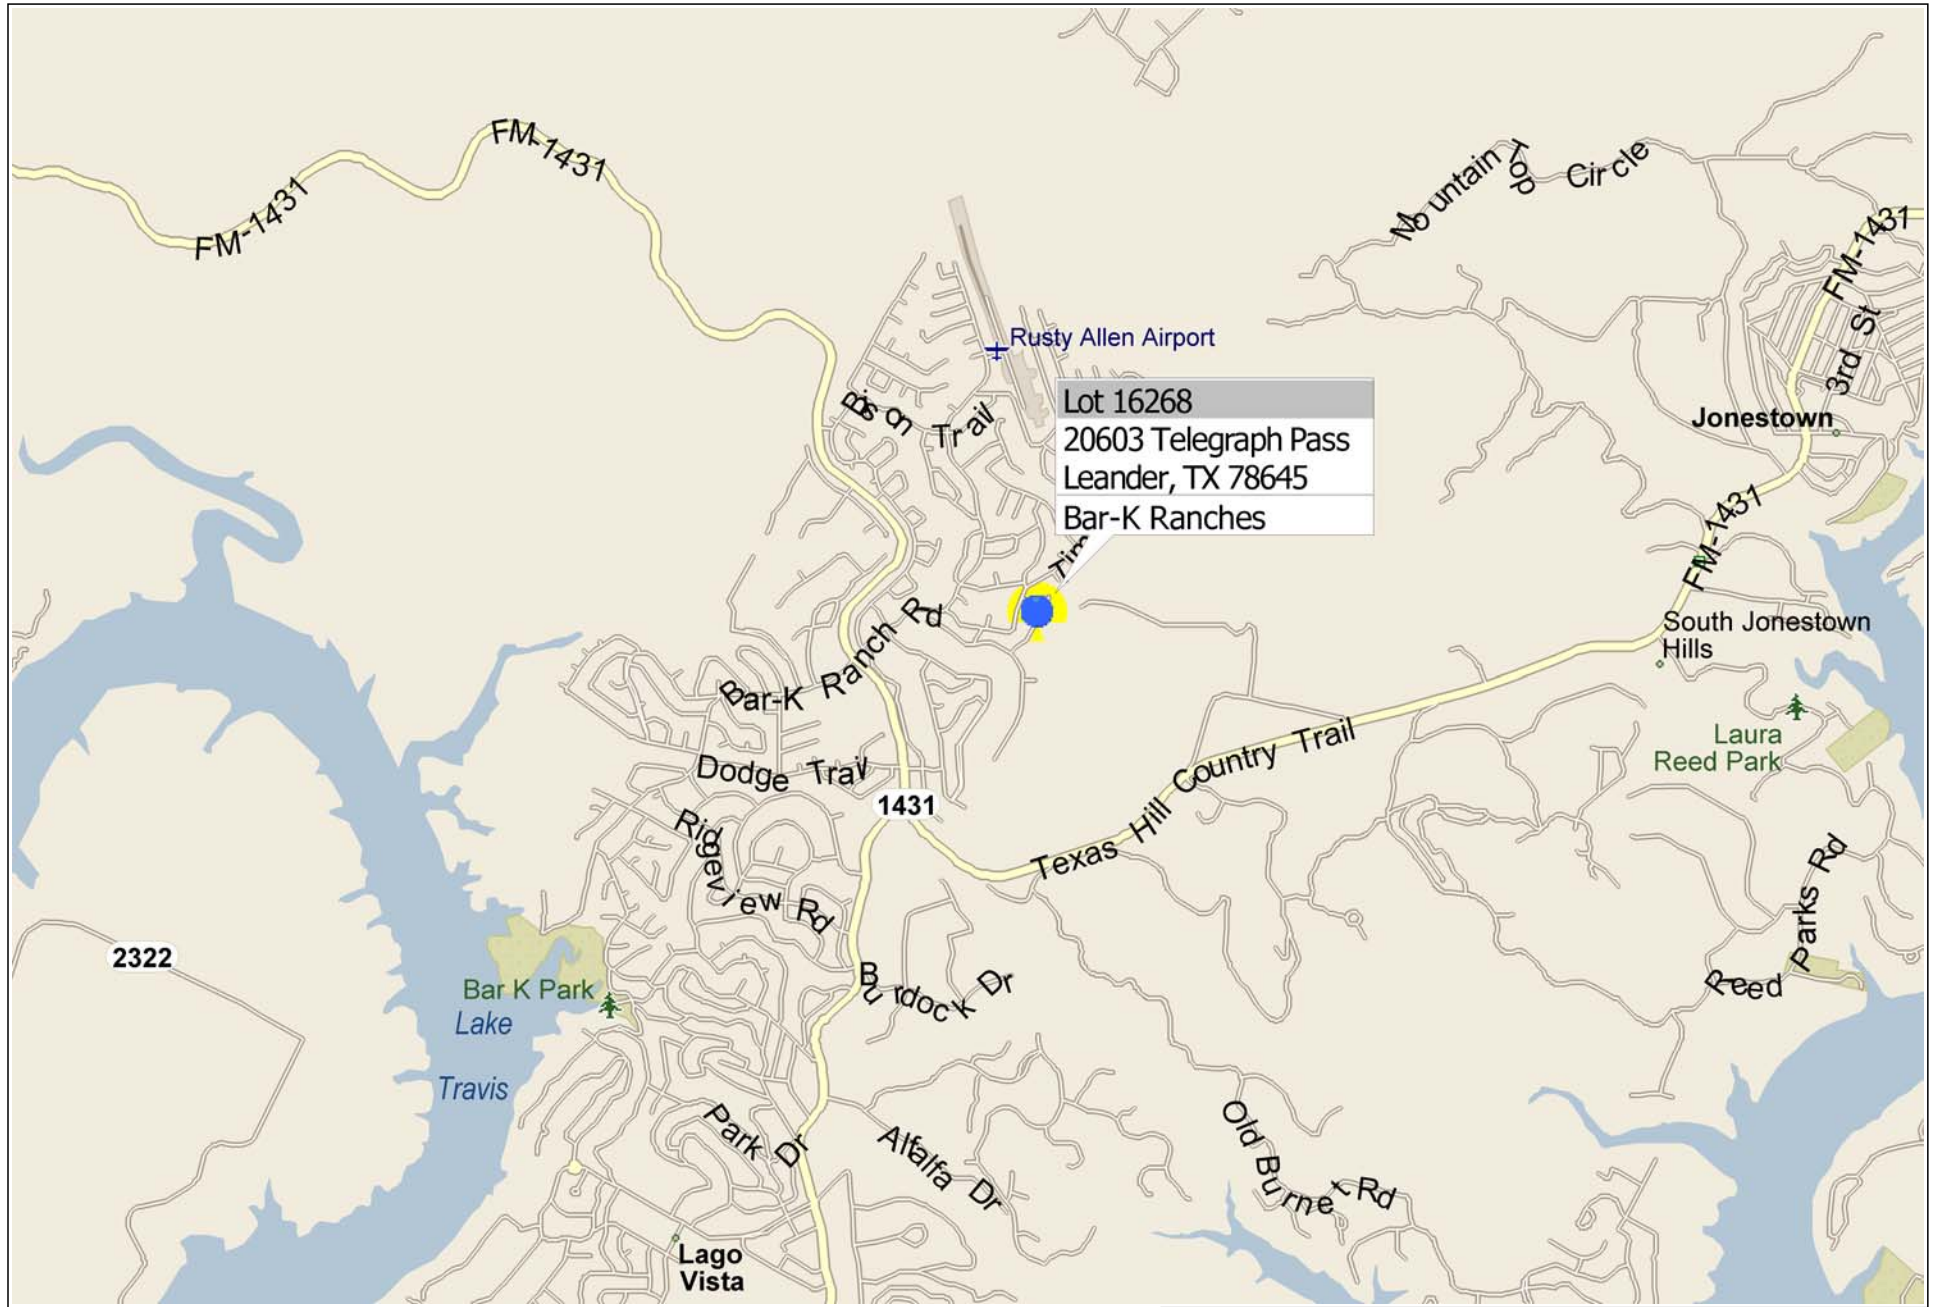 FM-1431
FM-1431
Mountain Top Circle
FM-1431
3rd St
Rusty Allen Airport
Lot 16268
20603 Telegraph Pass
Leander, TX 78645
Bar-K Ranches
Bison Trail
Jonestown
FM-1431
Tim
South Jonestown
Hills
Bar-K Ranch Rd
Laura
Reed Park
Dodge Trail
Texas Hill Country Trail
1431
Ridgeview Rd
Reed Parks Rd
2322
Bar K Park
Lake
Travis
Burdock Dr
Park Dr
Alfalfa Dr
Old Burnet Rd
Lago
Vista